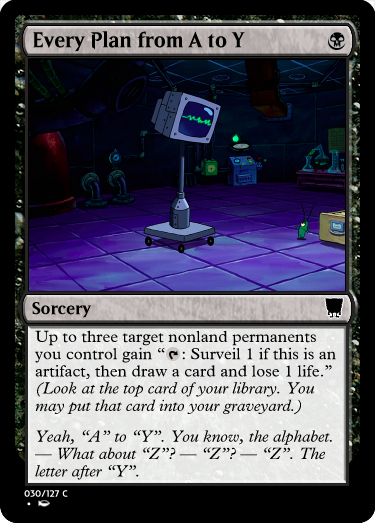 Every Plan from A to Y
Sorcery
Up to three target nonland permanents
you control gain “: Surveil 1 if this is an
artifact, then draw a card and lose 1 life.”
(Look at the top card of your library. You
may put that card into your graveyard.)
Yeah, “A” to “Y”. You know, the alphabet.
— What about “Z”? — “Z”? — “Z”. The
letter after “Y”.
030/127 C